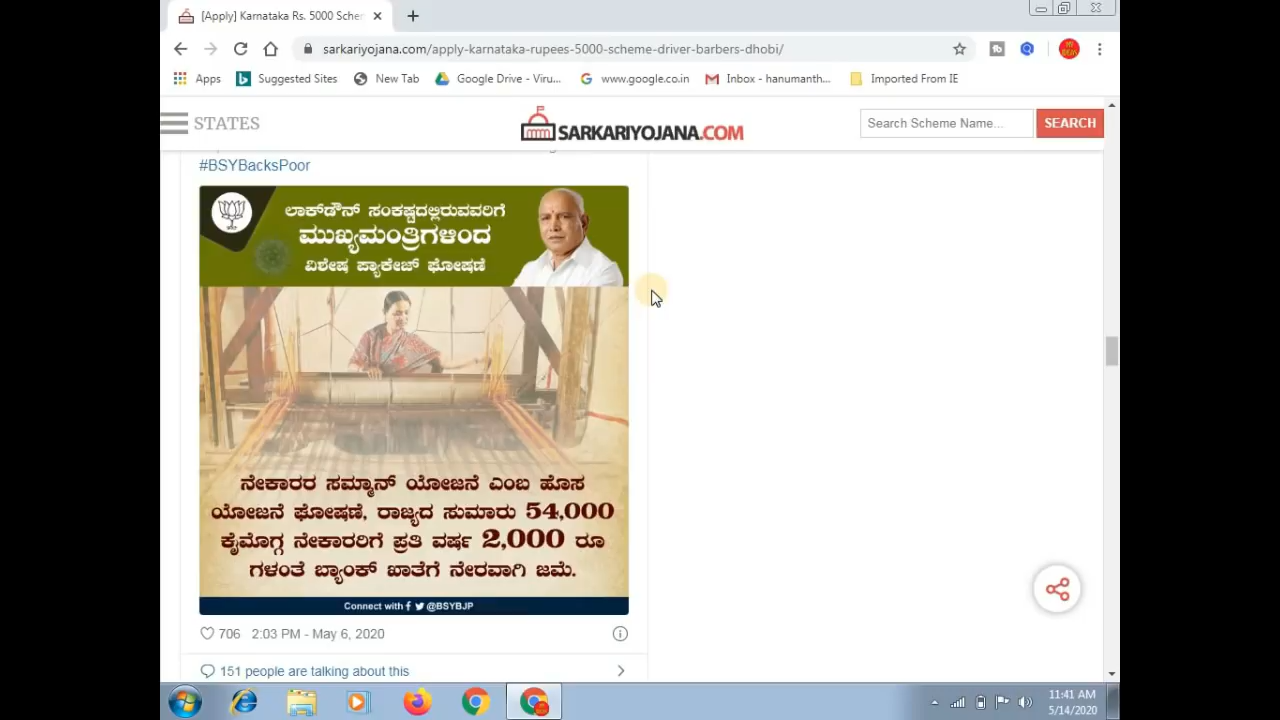 [Apply] Karnataka Rs. 5000 Scher
sarkariyojana.com/apply-karnataka-rupees-5000-scheme-driver-barbers-dhobi/
Apps Suggested Sites New Tab Google Drive - Viru... www.google.co.in Inbox - hanumanth... Imported From IE
STATES SARKARIYOJANA.COM Search Scheme Name... SEARCH
#BSYBacksPoor
ಲಾಕ್‌ಡೌನ್ ಸಂಕಷ್ಟದಲ್ಲಿರುವವರಿಗೆ
ಮುಖ್ಯಮಂತ್ರಿಗಳಿಂದ
ವಿಶೇಷ ಪ್ಯಾಕೇಜ್ ಘೋಷಣೆ
ನೇಕಾರರ ಸಮ್ಮಾನ್ ಯೋಜನೆ ಎಂಬ ಹೊಸ
ಯೋಜನೆ ಘೋಷಣೆ, ರಾಜ್ಯದ ಸುಮಾರು 54,000
ಕೈಮೊಗ್ಗ ನೇಕಾರರಿಗೆ ಪ್ರತಿ ವರ್ಷ 2,000 ರೂ
ಗಳಂತೆ ಬ್ಯಾಂಕ್ ಖಾತೆಗೆ ನೇರವಾಗಿ ಜಮೆ.
Connect with @BSYBJP
706 2:03 PM - May 6, 2020
151 people are talking about this
11:41 AM
5/14/2020